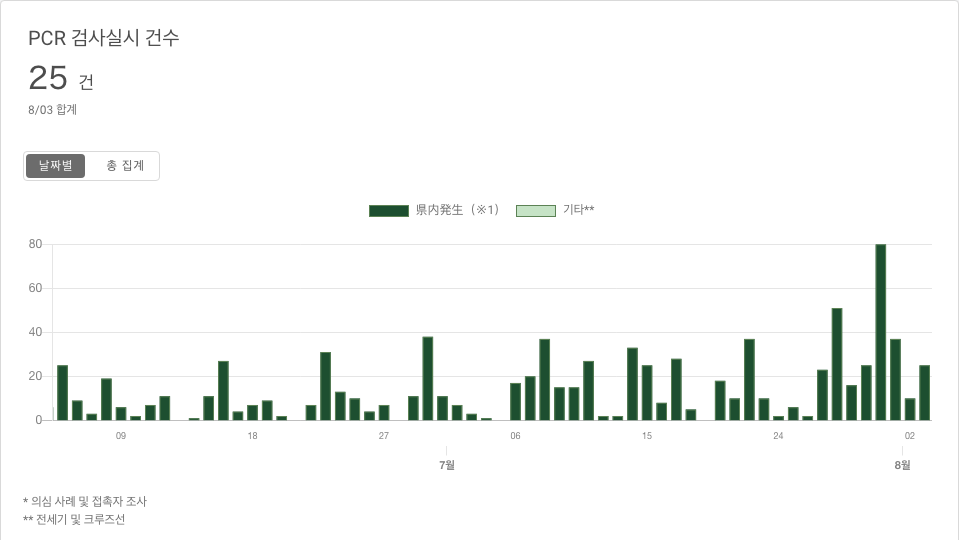 PCR 검사실시 건수
25 건
8/03 합계
날짜별 총 집계
県内発生（※1） 기타**
80
60
40
20
0
09 18 27 06 15 24 02
7월 8월
* 의심 사례 및 접촉자 조사
** 전세기 및 크루즈선